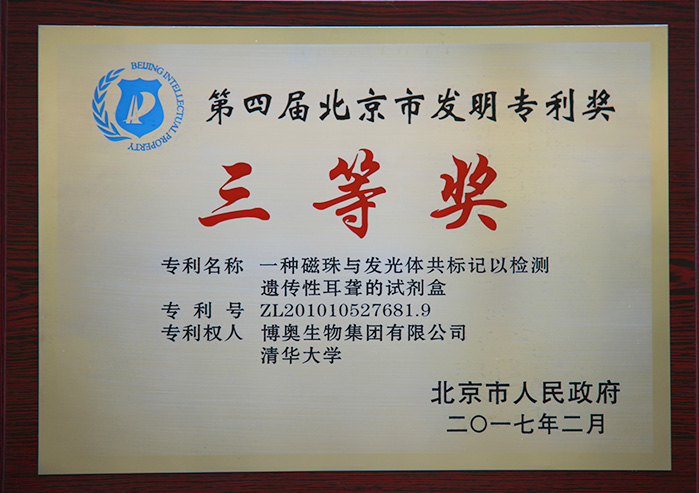 BEIJING INTELLECTUAL PROPERTY
第四届北京市发明专利奖
三等奖
专利名称 一种磁珠与发光体共标记以检测
遗传性耳聋的试剂盒
专利号 ZL201010527681.9
专利权人 博奥生物集团有限公司
清华大学
北京市人民政府
二〇一七年二月